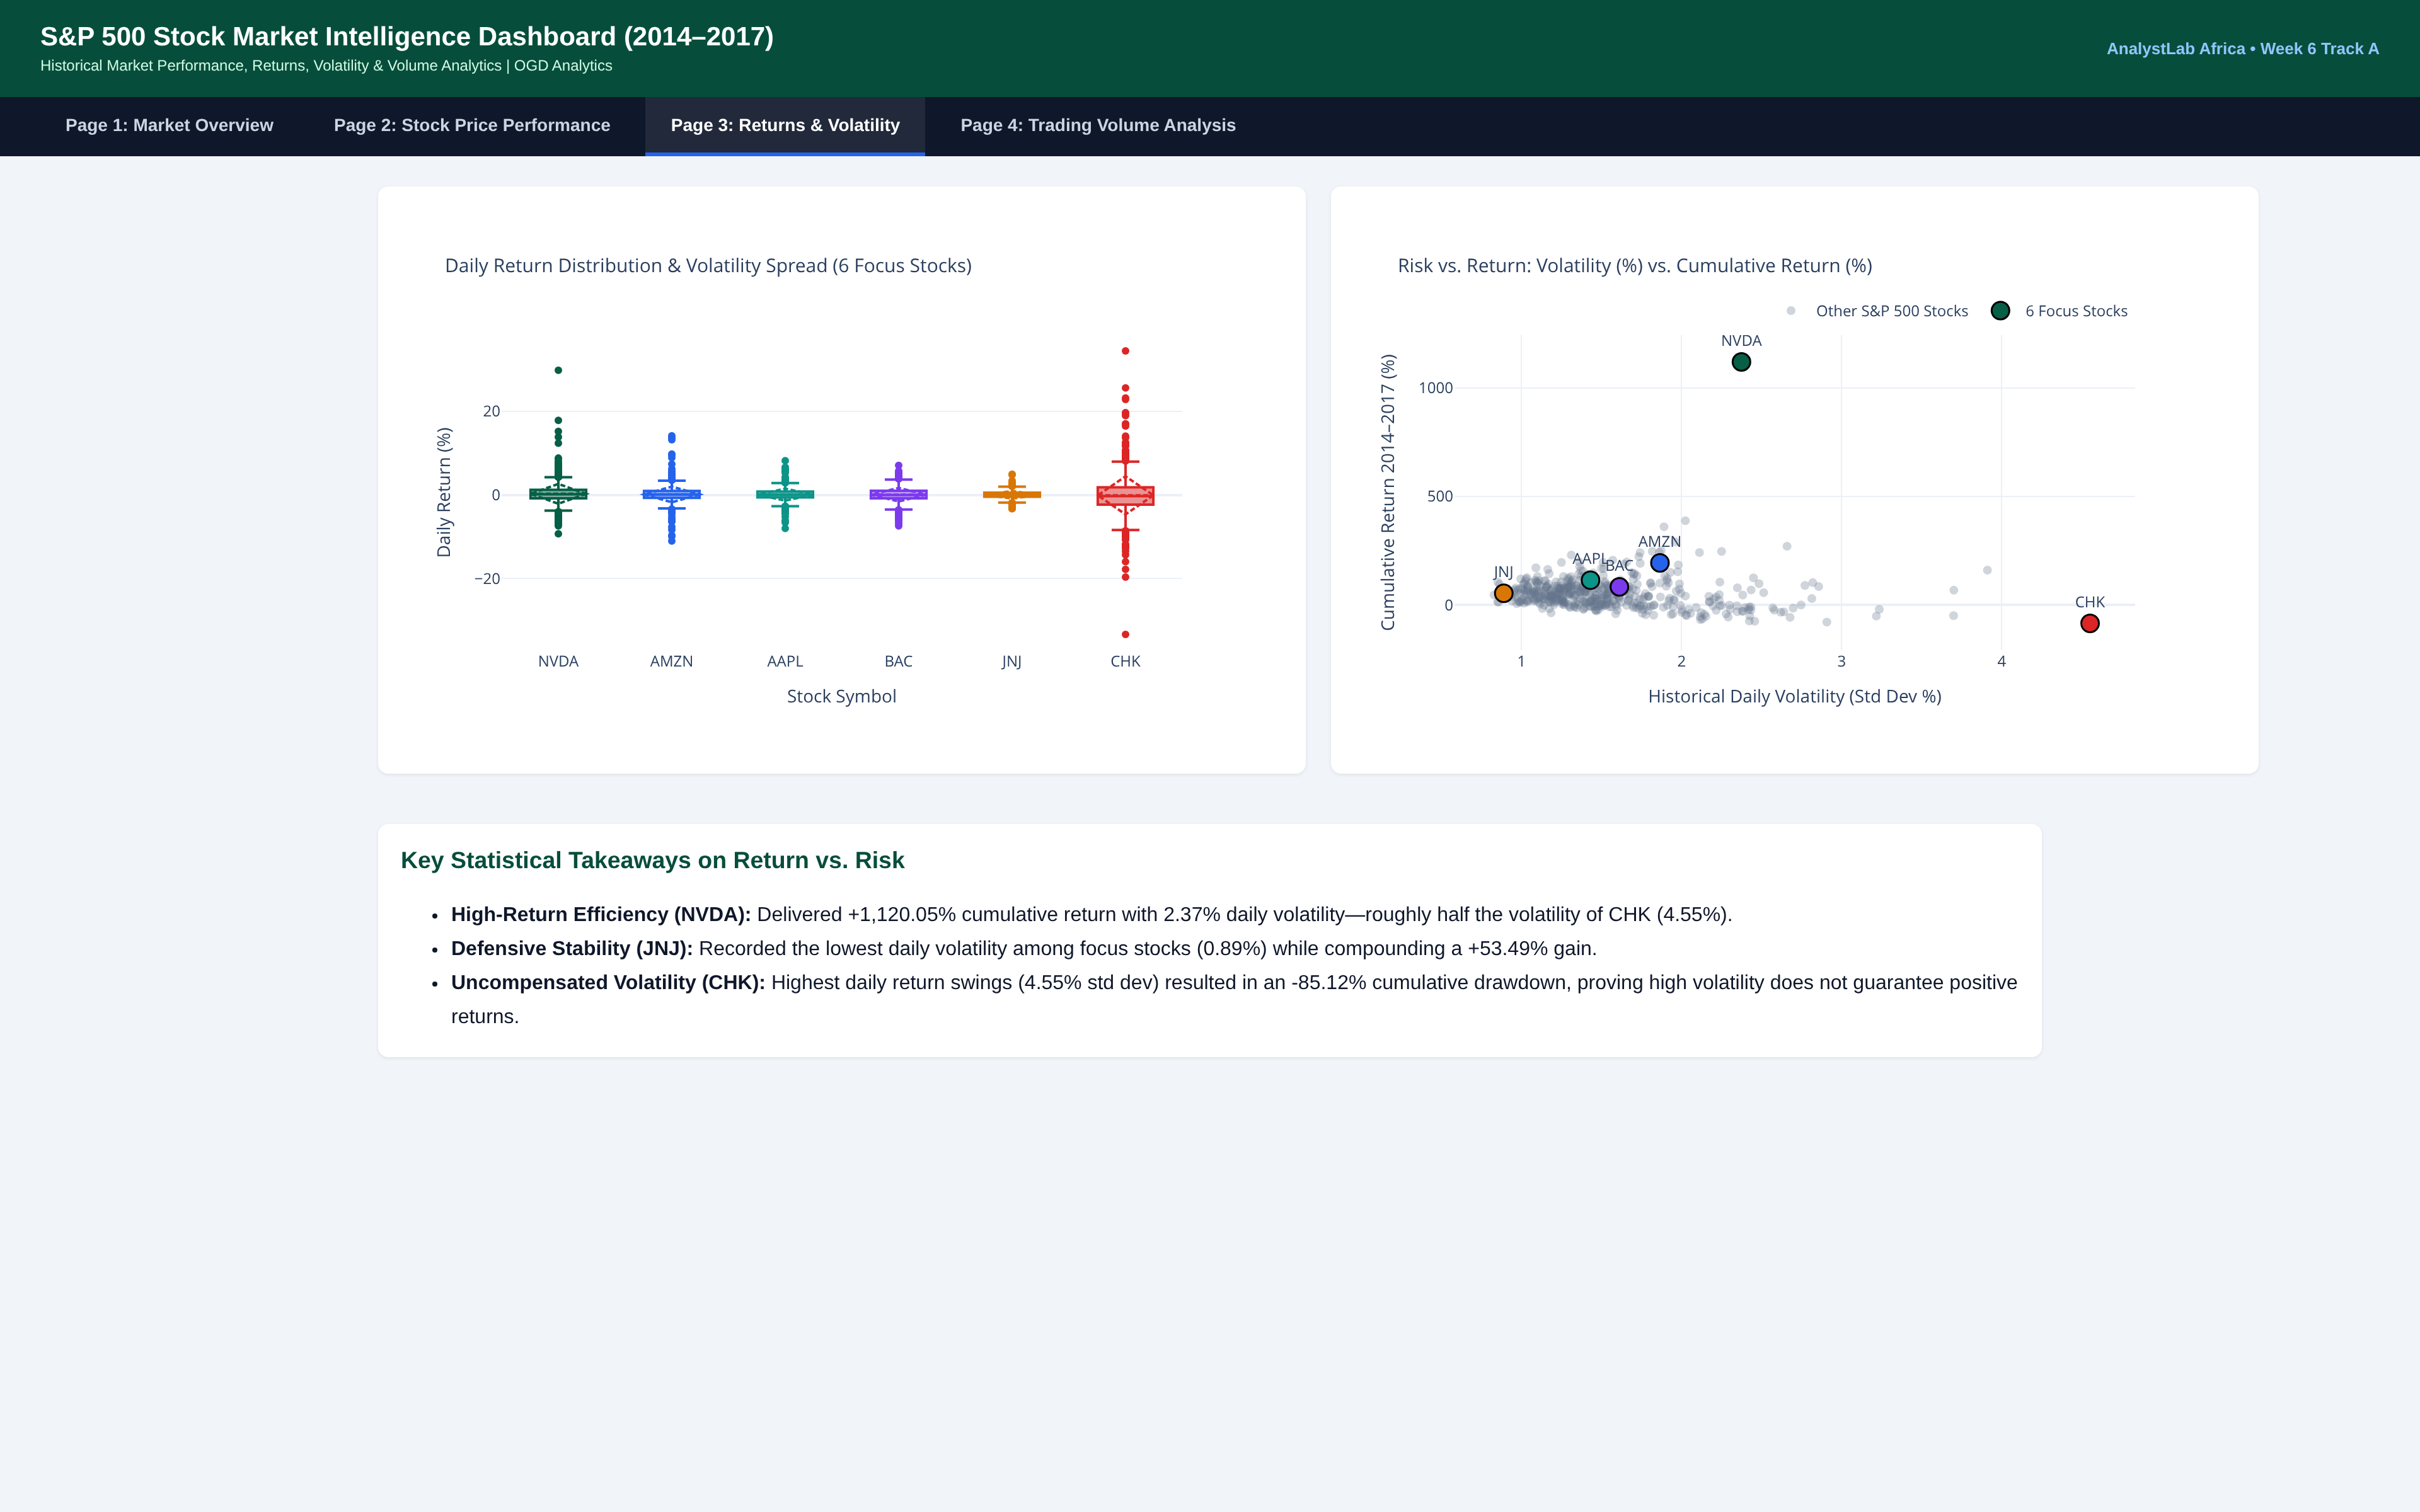 S&P 500 Stock Market Intelligence Dashboard (2014–2017)
Historical Market Performance, Returns, Volatility & Volume Analytics | OGD Analytics
AnalystLab Africa • Week 6 Track A
Page 1: Market Overview
Page 2: Stock Price Performance
Page 3: Returns & Volatility
Page 4: Trading Volume Analysis
Daily Return Distribution & Volatility Spread (6 Focus Stocks)
Daily Return (%)
20
0
−20
NVDA
AMZN
AAPL
BAC
JNJ
CHK
Stock Symbol
Risk vs. Return: Volatility (%) vs. Cumulative Return (%)
Other S&P 500 Stocks
6 Focus Stocks
Cumulative Return 2014–2017 (%)
1000
500
0
NVDA
AMZN
AAPL
BAC
JNJ
CHK
1
2
3
4
Historical Daily Volatility (Std Dev %)
Key Statistical Takeaways on Return vs. Risk
• High-Return Efficiency (NVDA): Delivered +1,120.05% cumulative return with 2.37% daily volatility—roughly half the volatility of CHK (4.55%).
• Defensive Stability (JNJ): Recorded the lowest daily volatility among focus stocks (0.89%) while compounding a +53.49% gain.
• Uncompensated Volatility (CHK): Highest daily return swings (4.55% std dev) resulted in an -85.12% cumulative drawdown, proving high volatility does not guarantee positive
returns.